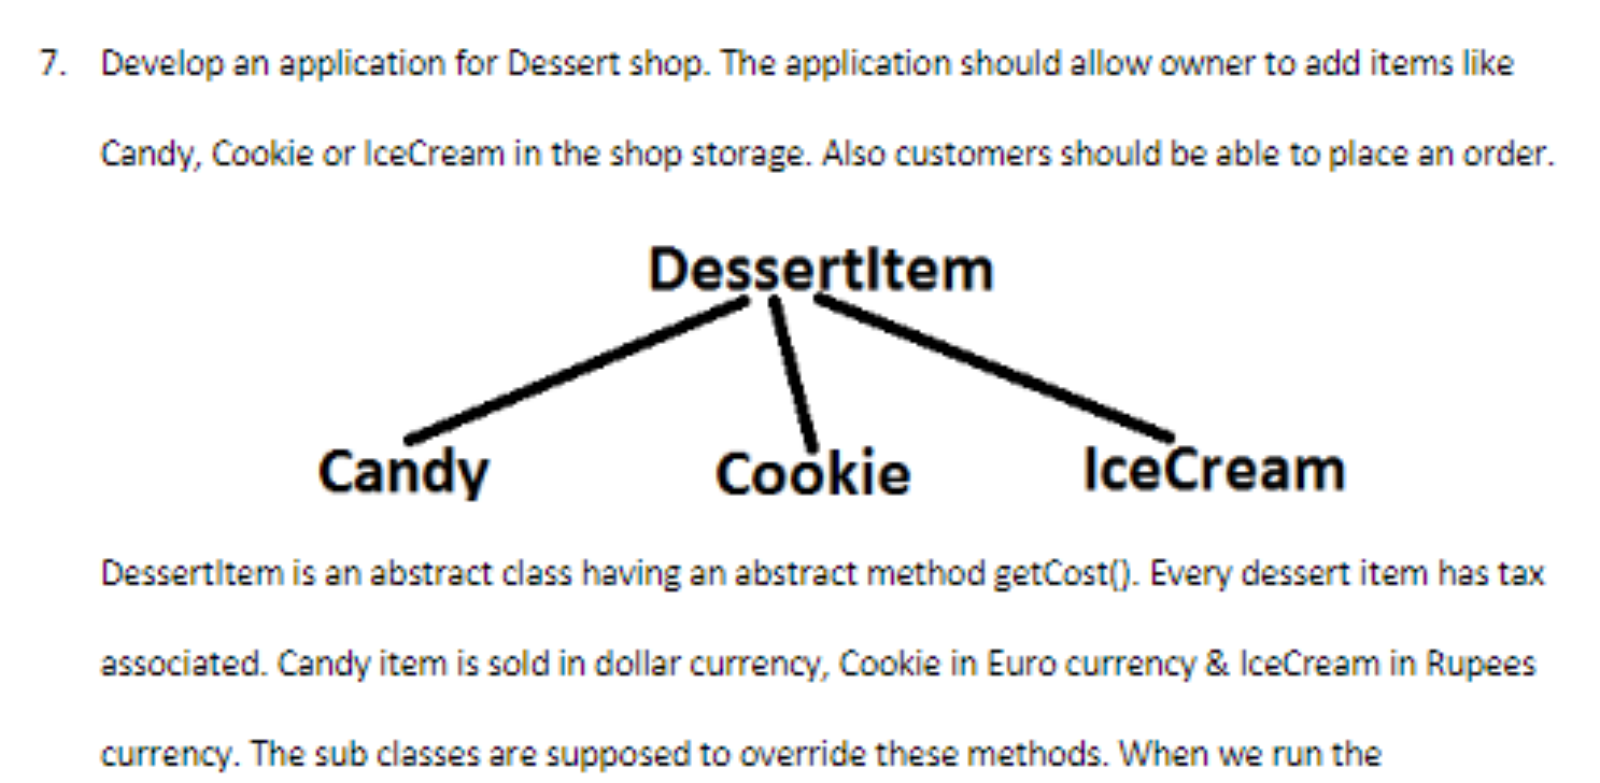 7. Develop an application for Dessert shop. The application should allow owner to add items like
Candy, Cookie or IceCream in the shop storage. Also customers should be able to place an order.
DessertItem
Candy Cookie IceCream
DessertItem is an abstract class having an abstract method getCost(). Every dessert item has tax
associated. Candy item is sold in dollar currency, Cookie in Euro currency & IceCream in Rupees
currency. The sub classes are supposed to override these methods. When we run the